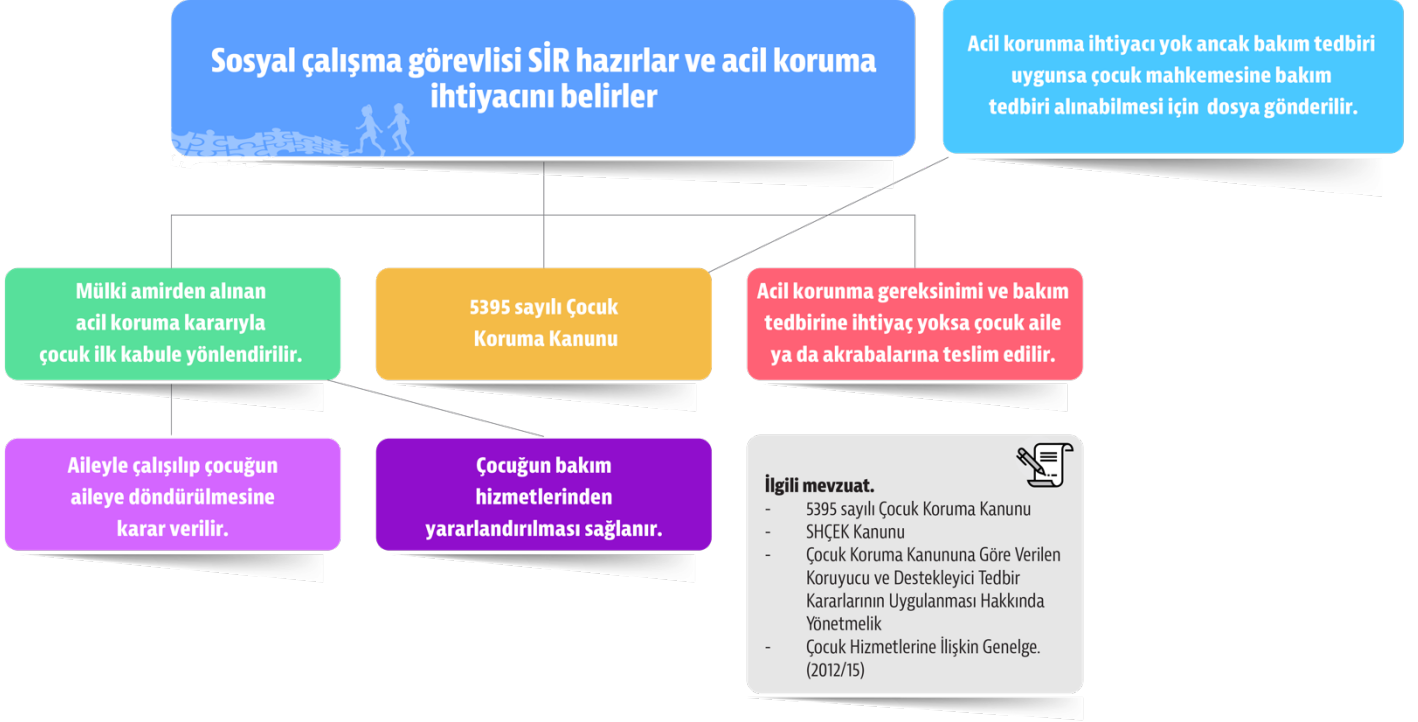 Sosyal çalışma görevlisi SİR hazırlar ve acil koruma
ihtiyacını belirler
Acil korunma ihtiyacı yok ancak bakım tedbiri
uygunsa çocuk mahkemesine bakım
tedbiri alınabilmesi için dosya gönderilir.
Mülki amirden alınan
acil koruma kararıyla
çocuk ilk kabule yönlendirilir.
5395 sayılı Çocuk
Koruma Kanunu
Acil korunma gereksinimi ve bakım
tedbirine ihtiyaç yoksa çocuk aile
ya da akrabalarına teslim edilir.
Aileyle çalışılıp çocuğun
aileye döndürülmesine
karar verilir.
Çocuğun bakım
hizmetlerinden
yararlandırılması sağlanır.
İlgili mevzuat.
- 5395 sayılı Çocuk Koruma Kanunu
- SHÇEK Kanunu
- Çocuk Koruma Kanununa Göre Verilen
Koruyucu ve Destekleyici Tedbir
Kararlarının Uygulanması Hakkında
Yönetmelik
- Çocuk Hizmetlerine İlişkin Genelge.
(2012/15)